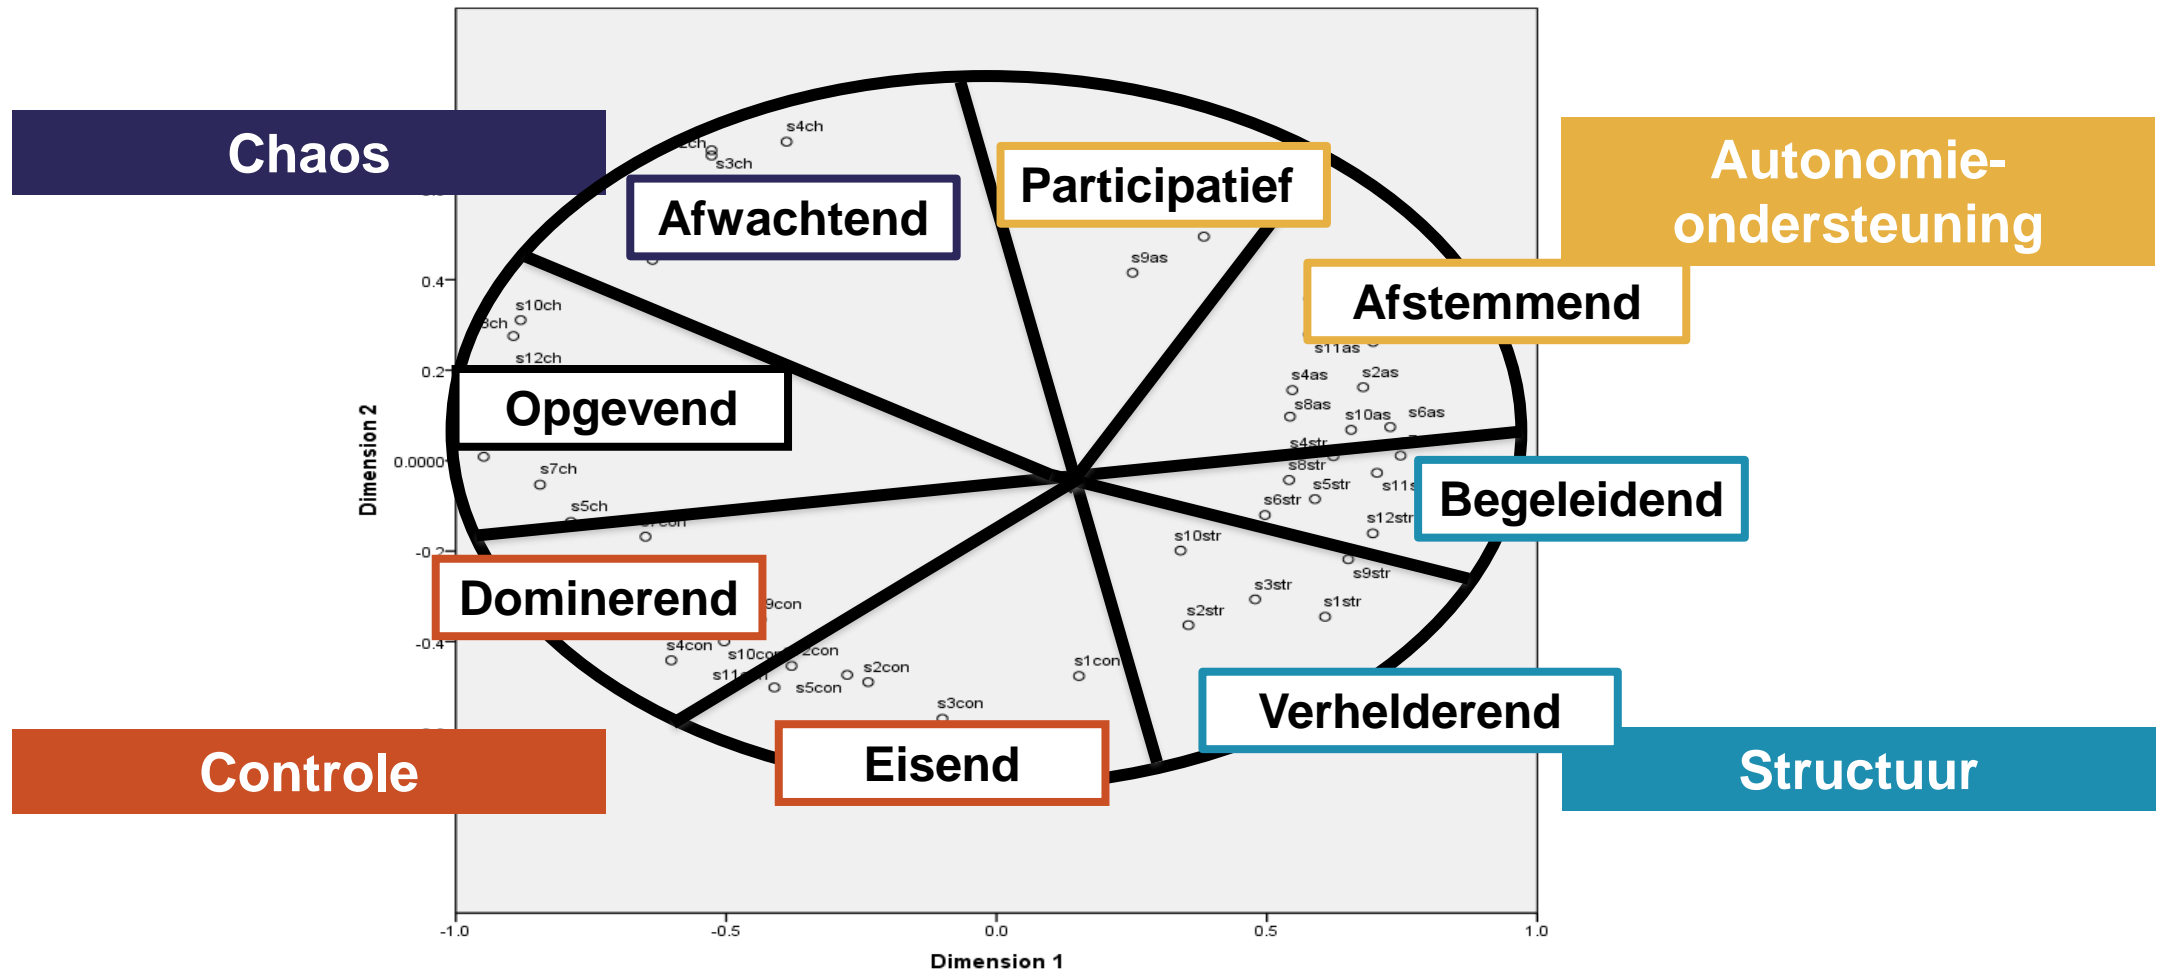 s4ch
Chaos
s3ch
Participatief
Autonomie-
ondersteuning
Afwachtend
s9as
0.4
s10ch
Afstemmend
s12ch
s11as
0.2
s4as
s2as
Opgevend
s8as
s10as
s6as
Dimension 2
s4str
0.0000
s7ch
s8str
s5str
Begeleidend
s6str
s5ch
s12str
s10str
-0.2
s9str
Dominerend
s3str
s1str
s2str
-0.4
s4con
s10con
s2con
s1con
s5con
s3con
Verhelderend
Controle
Eisend
Structuur
-1.0
-0.5
0.0
0.5
1.0
Dimension 1